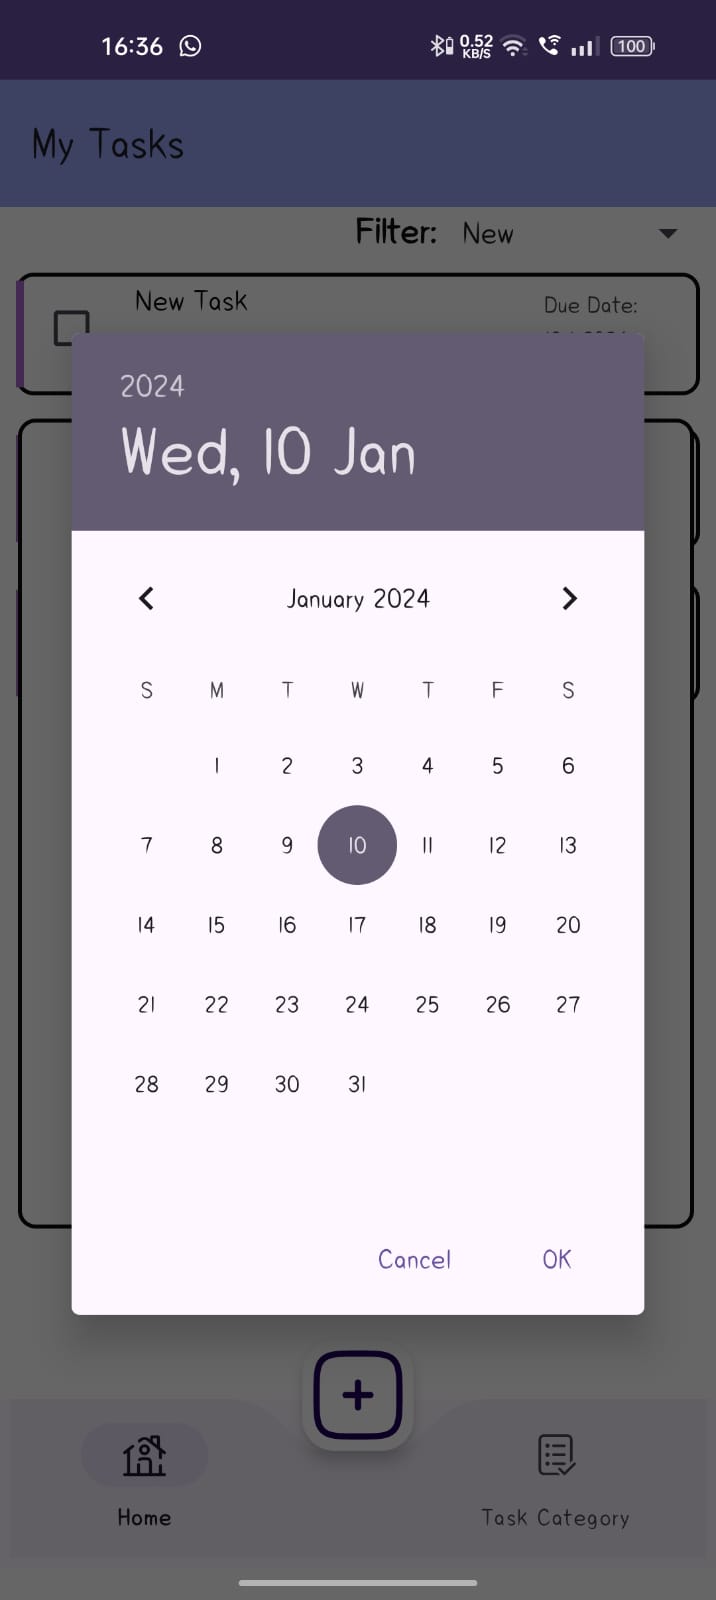 16:36 0.52 KB/S 100
My Tasks
Filter: New
New Task
Due Date:
2024
Wed, 10 Jan
January 2024
S M T W T F S
1 2 3 4 5 6
7 8 9 10 11 12 13
14 15 16 17 18 19 20
21 22 23 24 25 26 27
28 29 30 31
Cancel OK
Home Task Category